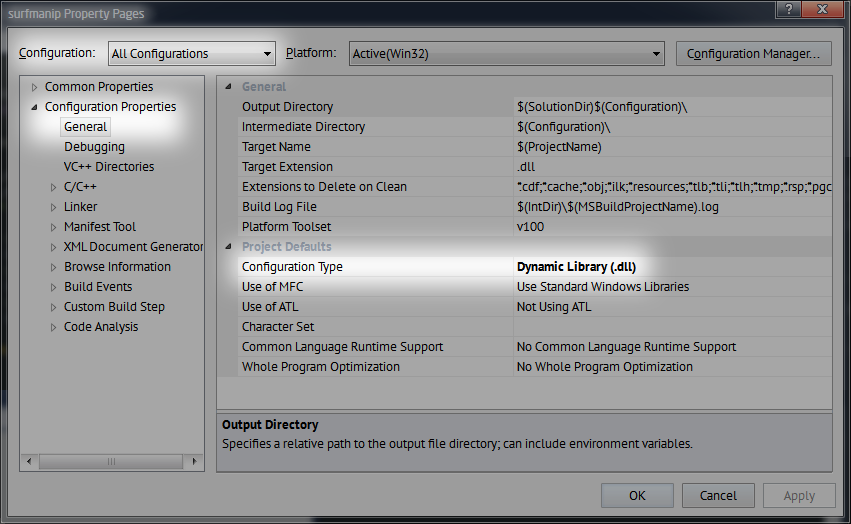 surfmanip Property Pages
Configuration: All Configurations Platform: Active(Win32) Configuration Manager...
Common Properties
Configuration Properties
General
Debugging
VC++ Directories
C/C++
Linker
Manifest Tool
XML Document Generator
Browse Information
Build Events
Custom Build Step
Code Analysis
General
Output Directory $(SolutionDir)$(Configuration)\
Intermediate Directory $(Configuration)\
Target Name $(ProjectName)
Target Extension .dll
Extensions to Delete on Clean *.cdf;*.cache;*.obj;*.ilk;*.resources;*.tlb;*.tli;*.tlh;*.tmp;*.rsp;*.pgc
Build Log File $(IntDir)\$(MSBuildProjectName).log
Platform Toolset v100
Project Defaults
Configuration Type Dynamic Library (.dll)
Use of MFC Use Standard Windows Libraries
Use of ATL Not Using ATL
Character Set
Common Language Runtime Support No Common Language Runtime Support
Whole Program Optimization No Whole Program Optimization
Output Directory
Specifies a relative path to the output file directory; can include environment variables.
OK Cancel Apply